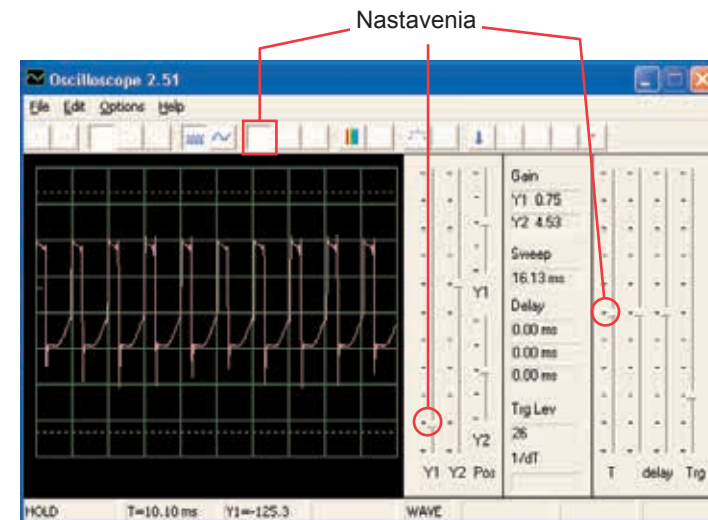 Nastavenia
Oscilloscope 2.51
File Edit Options Help
Gain
Y1 0.75
Y2 4.53
Sweep
16.13 ms
Delay
0.00 ms
0.00 ms
0.00 ms
Trg Lev
26
1/dT
Y1
Y2
Y1 Y2 Pos
T delay Trg
HOLD T=10.10 ms Y1=-125.3 WAVE